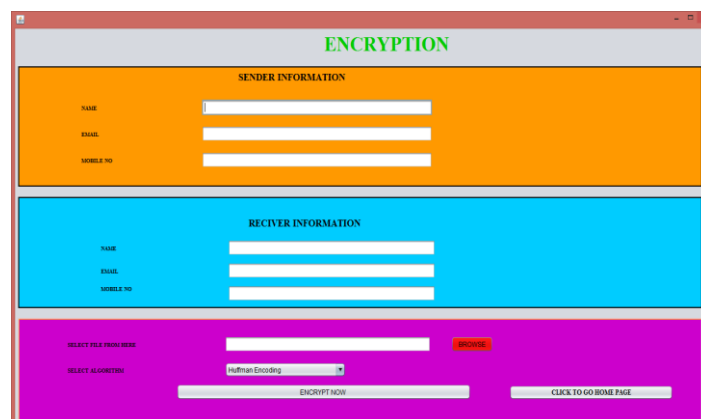 ENCRYPTION
SENDER INFORMATION
NAME
EMAIL
MOBILE NO
RECIVER INFORMATION
NAME
EMAIL
MOBILE NO
SELECT FILE FROM HERE
BROWSE
SELECT ALGORITHM
Huffman Encoding
ENCRYPT NOW
CLICK TO GO HOME PAGE